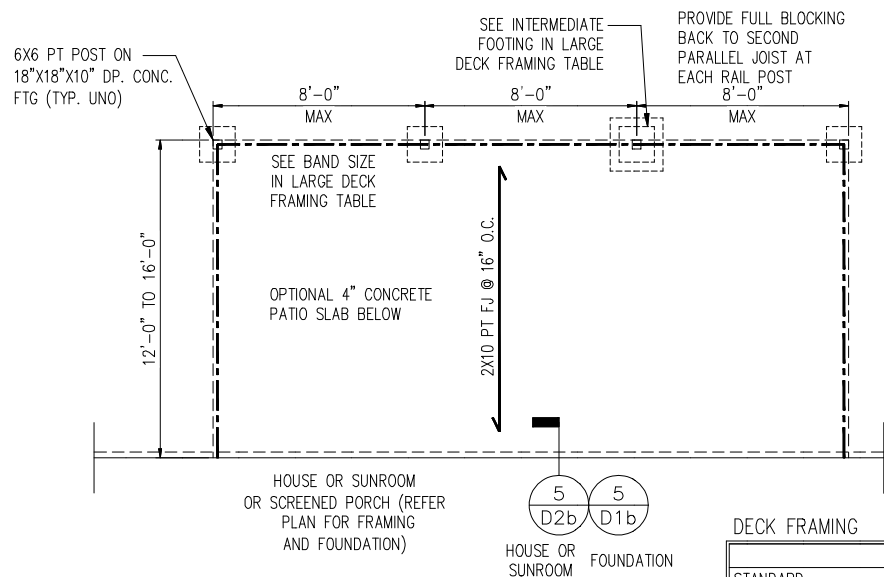 SEE INTERMEDIATE
FOOTING IN LARGE
DECK FRAMING TABLE
PROVIDE FULL BLOCKING
BACK TO SECOND
PARALLEL JOIST AT
EACH RAIL POST
6X6 PT POST ON
18"X18"X10" DP. CONC.
FTG (TYP. UNO)
8'-0"
MAX
8'-0"
MAX
8'-0"
MAX
SEE BAND SIZE
IN LARGE DECK
FRAMING TABLE
12'-0" TO 16'-0"
2X10 PT FJ @ 16" O.C.
OPTIONAL 4" CONCRETE
PATIO SLAB BELOW
HOUSE OR SUNROOM
OR SCREENED PORCH (REFER
PLAN FOR FRAMING
AND FOUNDATION)
5
D2b
5
D1b
HOUSE OR
SUNROOM
FOUNDATION
DECK FRAMING
STANDARD